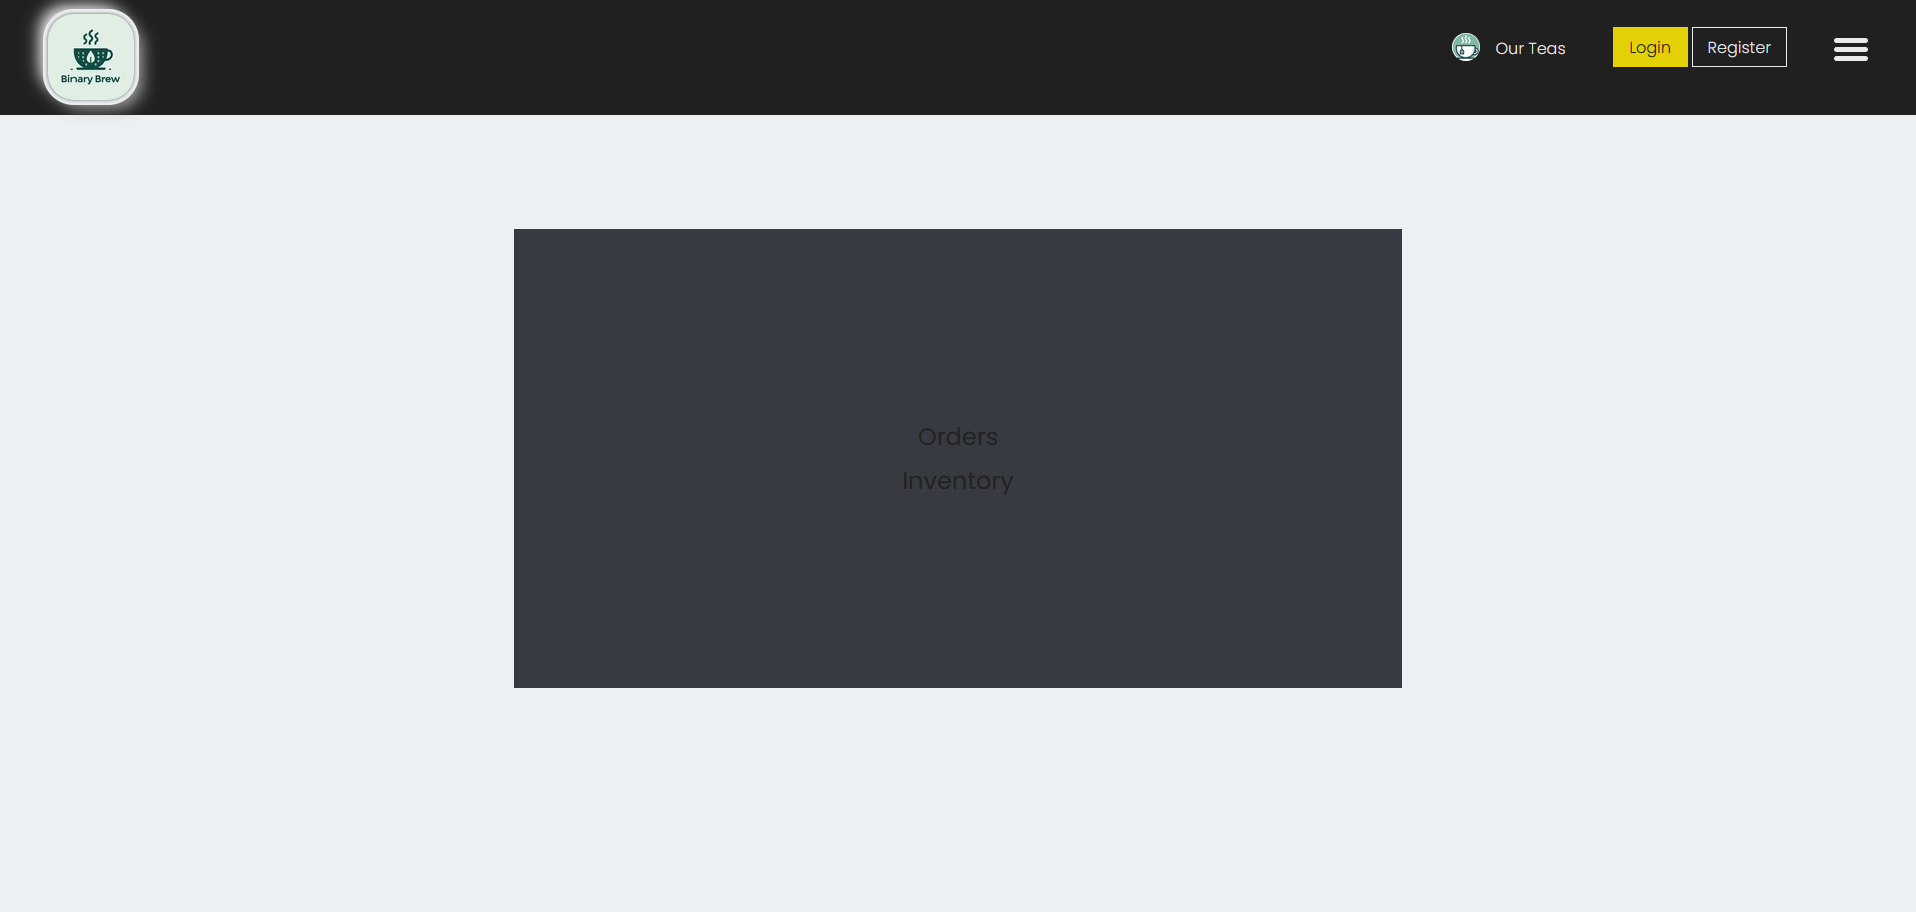 Binary Brew
Our Teas
Login
Register
Orders
Inventory